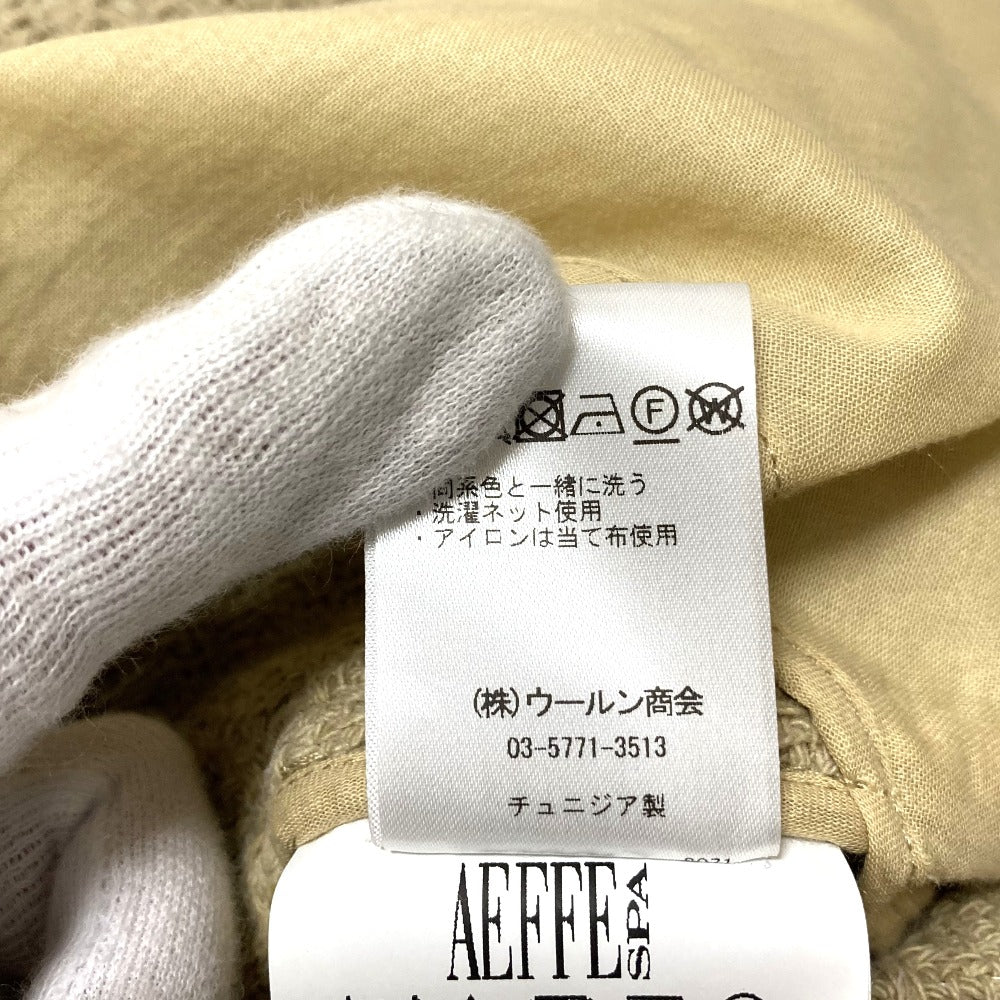 F W
同系色と一緒に洗う
・洗濯ネット使用
・アイロンは当て布使用
(株)ウールン商会
03-5771-3513
チュニジア製
AEFFE SPA